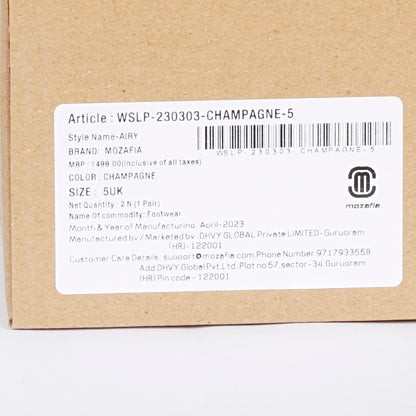 Article : WSLP-230303-CHAMPAGNE-5
Style Name-AIRY
BRAND: MOZAFIA
MRP: 1499.00(Inclusive of all taxes)
COLOR : CHAMPAGNE
SIZE : 5UK
Net Quantity : 2 N (1 Pair)
Name Of commodity: Footwear
WSLP-230303-CHAMPAGNE-5
mozafia
Month & Year of Manufacturing April-2023
Manufactured by / Marketed by. DHVY GLOBAL Private LIMITED-Gurugram
(HR)-122001
Customer Care Details. support@mozafia.com.Phone Number:9717933558.
Add:DHVY Global Pvt Ltd, Plot no 57, sector-34, Gurugram
(HR) Pin code-122001